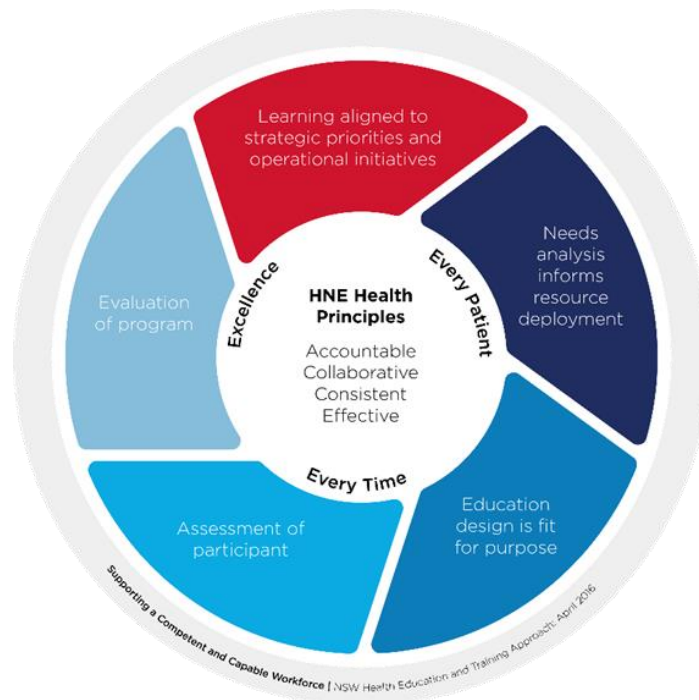 Learning aligned to
strategic priorities and
operational initiatives
Needs
analysis
informs
resource
deployment
Education
design is fit
for purpose
Assessment of
participant
Evaluation
of program
Excellence
Every Patient
Every Time
HNE Health
Principles
Accountable
Collaborative
Consistent
Effective
Supporting a Competent and Capable Workforce | NSW Health Education and Training Approach: April 2016